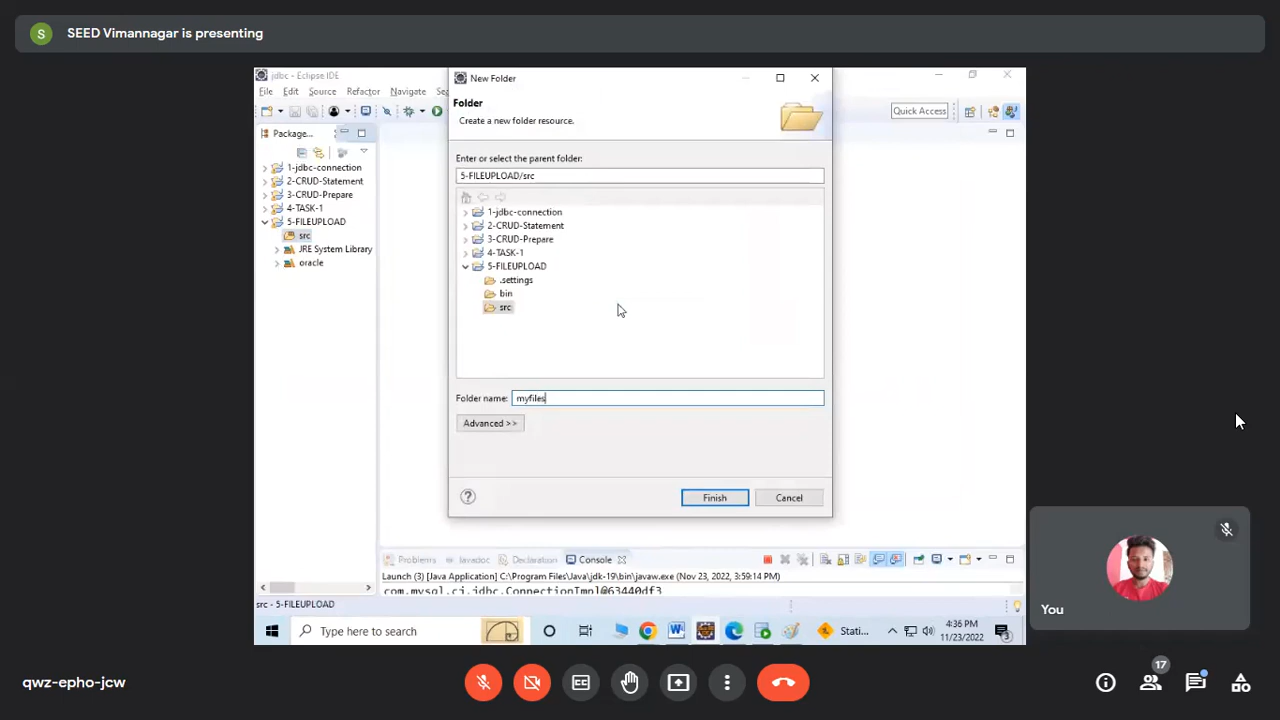 S SEED Vimannagar is presenting
jdbc - Eclipse IDE
New Folder
File Edit Source Refactor Navigate
Folder
Create a new folder resource.
Quick Access
Package...
Enter or select the parent folder:
5-FILEUPLOAD/src
1-jdbc-connection
2-CRUD-Statement
3-CRUD-Prepare
4-TASK-1
5-FILEUPLOAD
src
JRE System Library
oracle
1-jdbc-connection
2-CRUD-Statement
3-CRUD-Prepare
4-TASK-1
5-FILEUPLOAD
.settings
bin
src
Folder name: myfiles
Advanced >>
? Finish Cancel
Problems Javadoc Declaration Console
Launch (3) [Java Application] C:\Program Files\Java\jdk-19\bin\javaw.exe (Nov 23, 2022, 3:59:14 PM)
com.mysql.cj.jdbc.ConnectionImpl@63440df3
src - 5-FILEUPLOAD
Type here to search
Stati...
4:36 PM
11/23/2022
3
You
qwz-epho-jcw
17